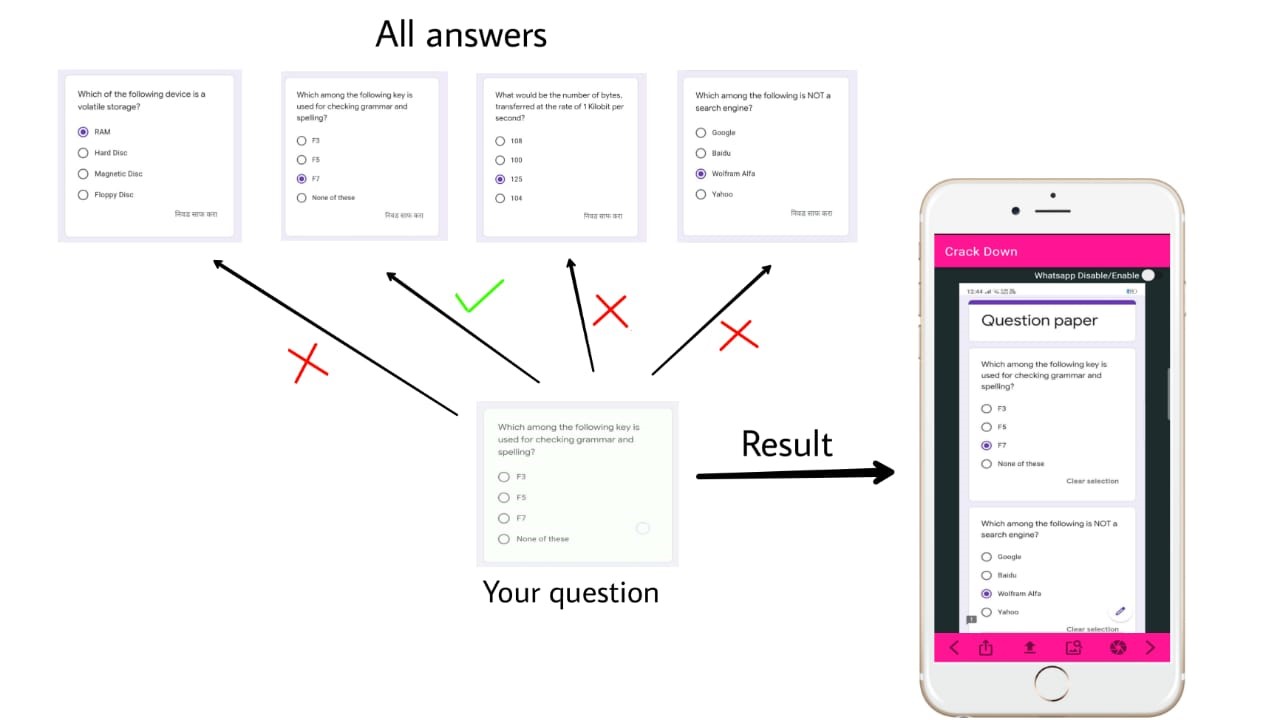 All answers
Which of the following device is a
volatile storage?
RAM
Hard Disc
Magnetic Disc
Floppy Disc
निवड साफ करा
Which among the following key is
used for checking grammar and
spelling?
F3
F5
F7
None of these
निवड साफ करा
What would be the number of bytes,
transferred at the rate of 1 Kilobit per
second?
108
100
125
104
निवड साफ करा
Which among the following is NOT a
search engine?
Google
Baidu
Wolfram Alfa
Yahoo
निवड साफ करा
Which among the following key is
used for checking grammar and
spelling?
F3
F5
F7
None of these
Your question
Result
Crack Down
Whatsapp Disable/Enable
12:44
Question paper
Which among the following key is
used for checking grammar and
spelling?
F3
F5
F7
None of these
Clear selection
Which among the following is NOT a
search engine?
Google
Baidu
Wolfram Alfa
Yahoo
Clear selection